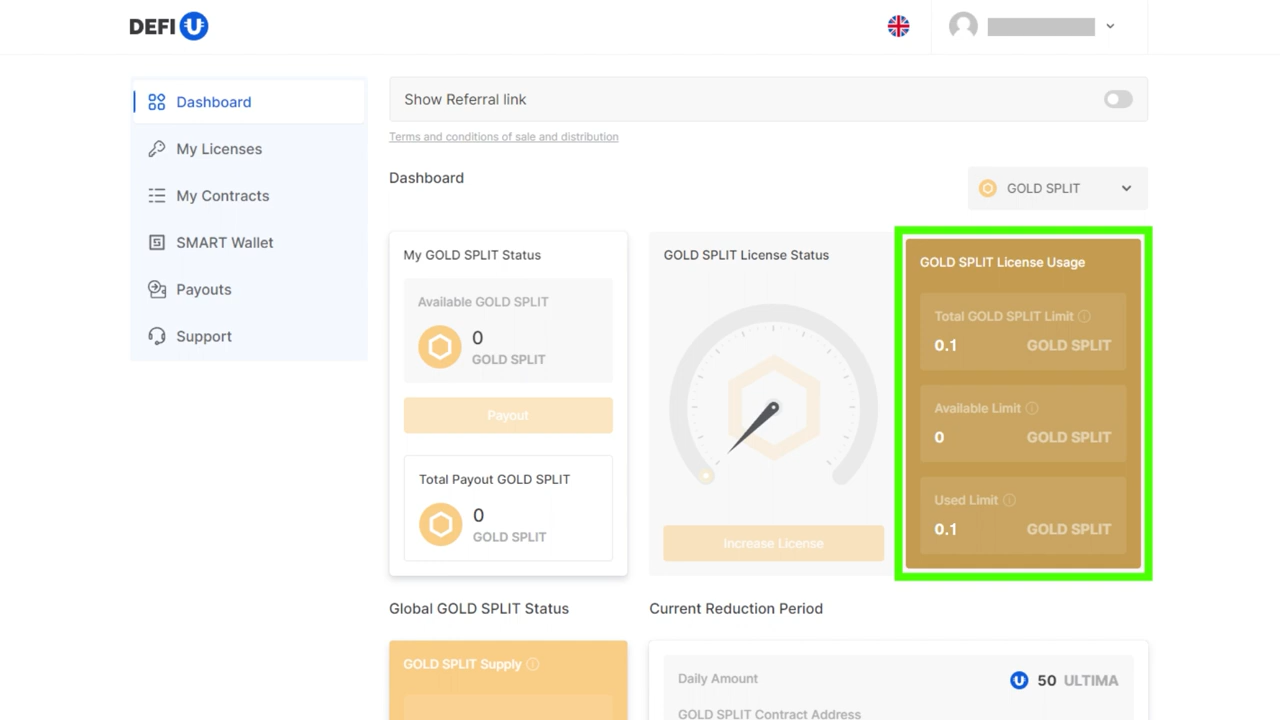 DEFI
Show Referral link
Terms and conditions of sale and distribution
Dashboard
My Licenses
My Contracts
SMART Wallet
Payouts
Support
Dashboard
GOLD SPLIT
My GOLD SPLIT Status
Available GOLD SPLIT
0
GOLD SPLIT
Payout
Total Payout GOLD SPLIT
0
GOLD SPLIT
GOLD SPLIT License Status
Increase License
GOLD SPLIT License Usage
Total GOLD SPLIT Limit
0.1 GOLD SPLIT
Available Limit
0 GOLD SPLIT
Used Limit
0.1 GOLD SPLIT
Global GOLD SPLIT Status
GOLD SPLIT Supply
Current Reduction Period
Daily Amount
50 ULTIMA
GOLD SPLIT Contract Address